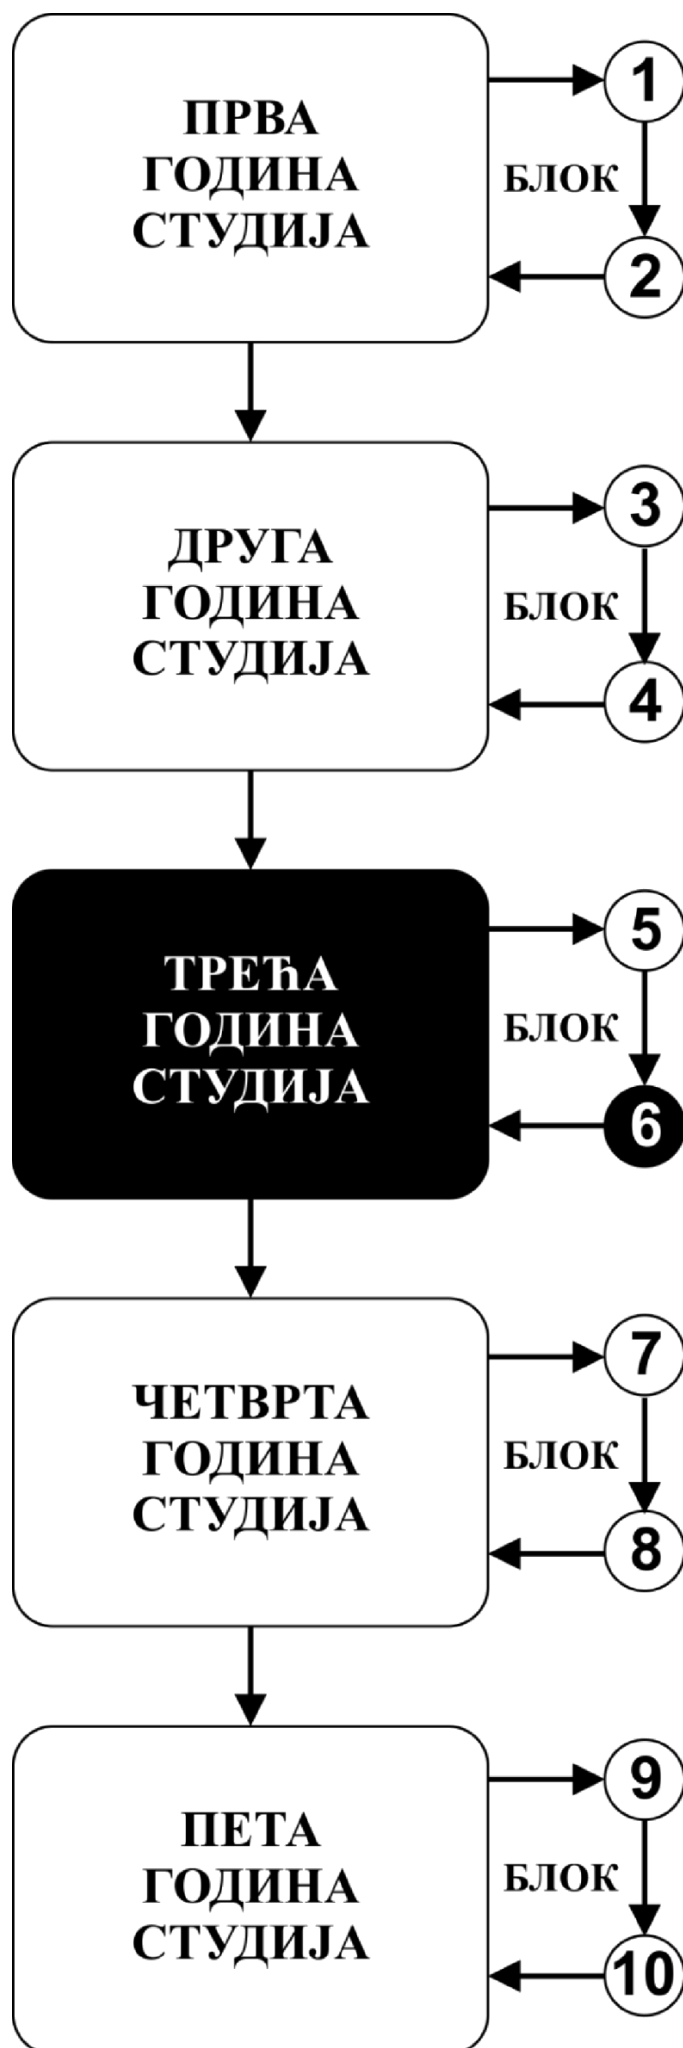 ПРВА
ГОДИНА
СТУДИЈА
1
БЛОК
2
ДРУГА
ГОДИНА
СТУДИЈА
3
БЛОК
4
ТРЕЋА
ГОДИНА
СТУДИЈА
5
БЛОК
6
ЧЕТВРТА
ГОДИНА
СТУДИЈА
7
БЛОК
8
ПЕТА
ГОДИНА
СТУДИЈА
9
БЛОК
10